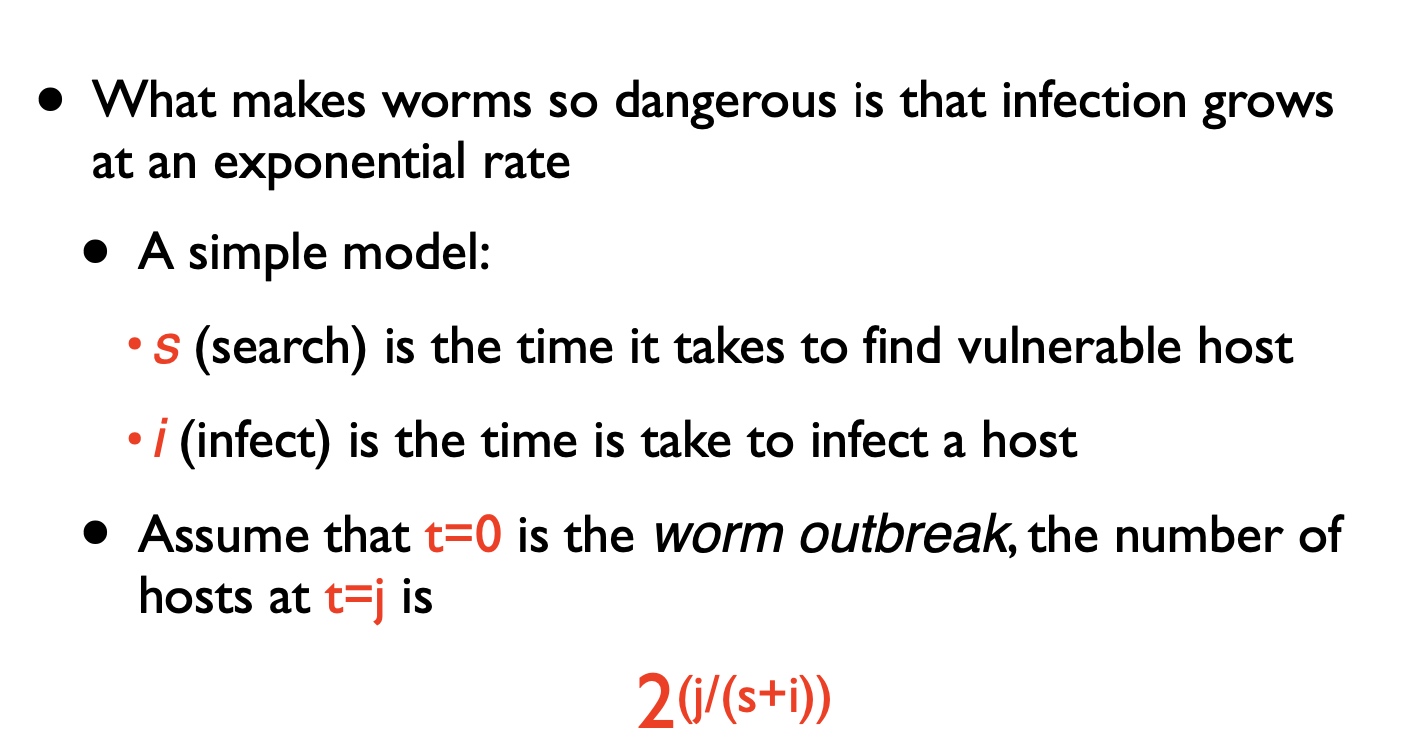 • What makes worms so dangerous is that infection grows
at an exponential rate
• A simple model:
• s (search) is the time it takes to find vulnerable host
• i (infect) is the time is take to infect a host
• Assume that t=0 is the worm outbreak, the number of
hosts at t=j is
2(j/(s+i))